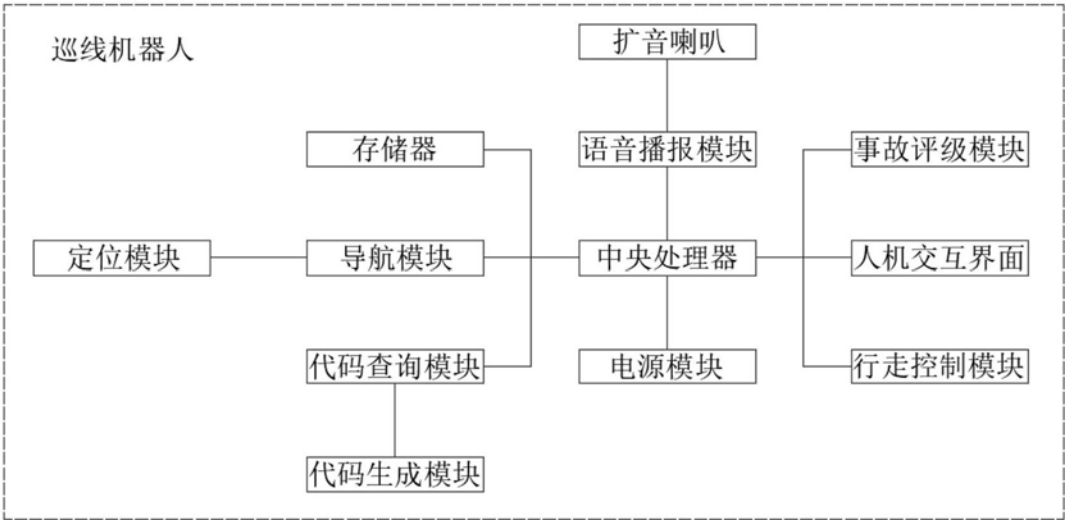 巡线机器人
扩音喇叭
存储器
语音播报模块
事故评级模块
定位模块
导航模块
中央处理器
人机交互界面
代码查询模块
电源模块
行走控制模块
代码生成模块